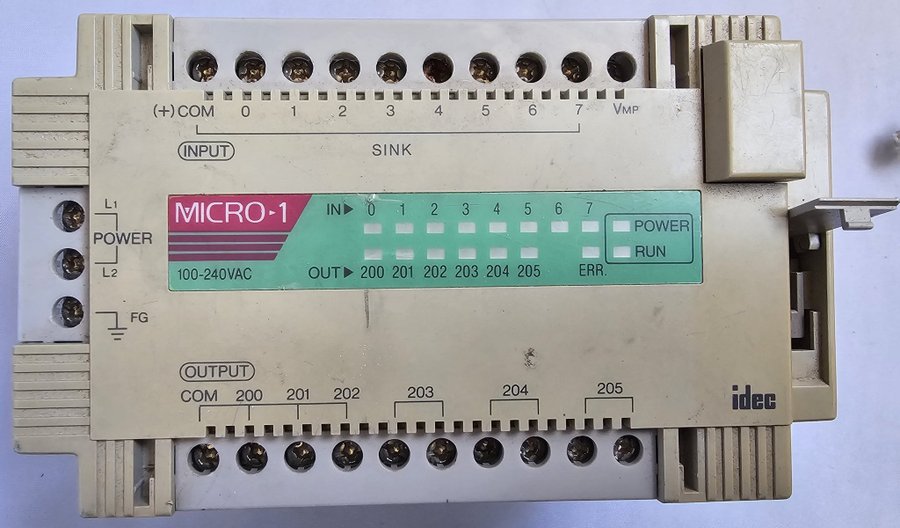 (+) COM 0 1 2 3 4 5 6 7 VMP
INPUT SINK
L1
POWER
L2
FG
MICRO-1
100-240VAC
IN▶ 0 1 2 3 4 5 6 7
POWER
RUN
OUT▶ 200 201 202 203 204 205 ERR.
OUTPUT
COM 200 201 202 203 204 205
idec